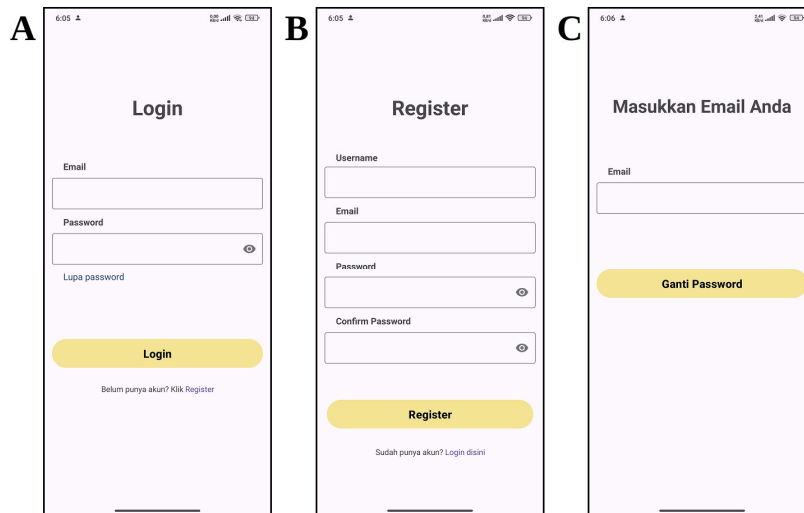 A
6:05
Login
Email
Password
Lupa password
Login
Belum punya akun? Klik Register
B
6:05
Register
Username
Email
Password
Confirm Password
Register
Sudah punya akun? Login disini
C
6:06
Masukkan Email Anda
Email
Ganti Password